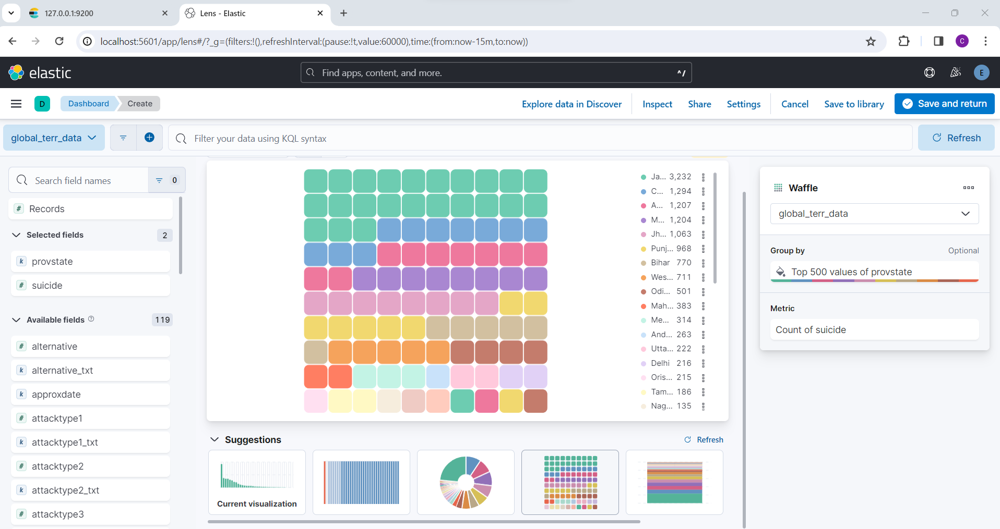 127.0.0.1:9200
Lens - Elastic
localhost:5601/app/lens#/?_g=(filters:!(),refreshInterval:(pause:!t,value:60000),time:(from:now-15m,to:now))
C
elastic
Find apps, content, and more.
^/
E
D
Dashboard
Create
Explore data in Discover
Inspect
Share
Settings
Cancel
Save to library
Save and return
global_terr_data
Filter your data using KQL syntax
Refresh
Search field names
0
# Records
Selected fields
2
k provstate
# suicide
Available fields
119
# alternative
k alternative_txt
k approxdate
# attacktype1
k attacktype1_txt
# attacktype2
k attacktype2_txt
# attacktype3
Ja... 3,232
C... 1,294
A... 1,207
M... 1,204
Jh... 1,063
Punj... 968
Bihar 770
Wes... 711
Odi... 501
Mah... 383
Me... 314
And... 263
Utta... 222
Delhi 216
Oris... 215
Tam... 186
Nag... 135
Suggestions
Refresh
Current visualization
Waffle
global_terr_data
Group by
Optional
Top 500 values of provstate
Metric
Count of suicide